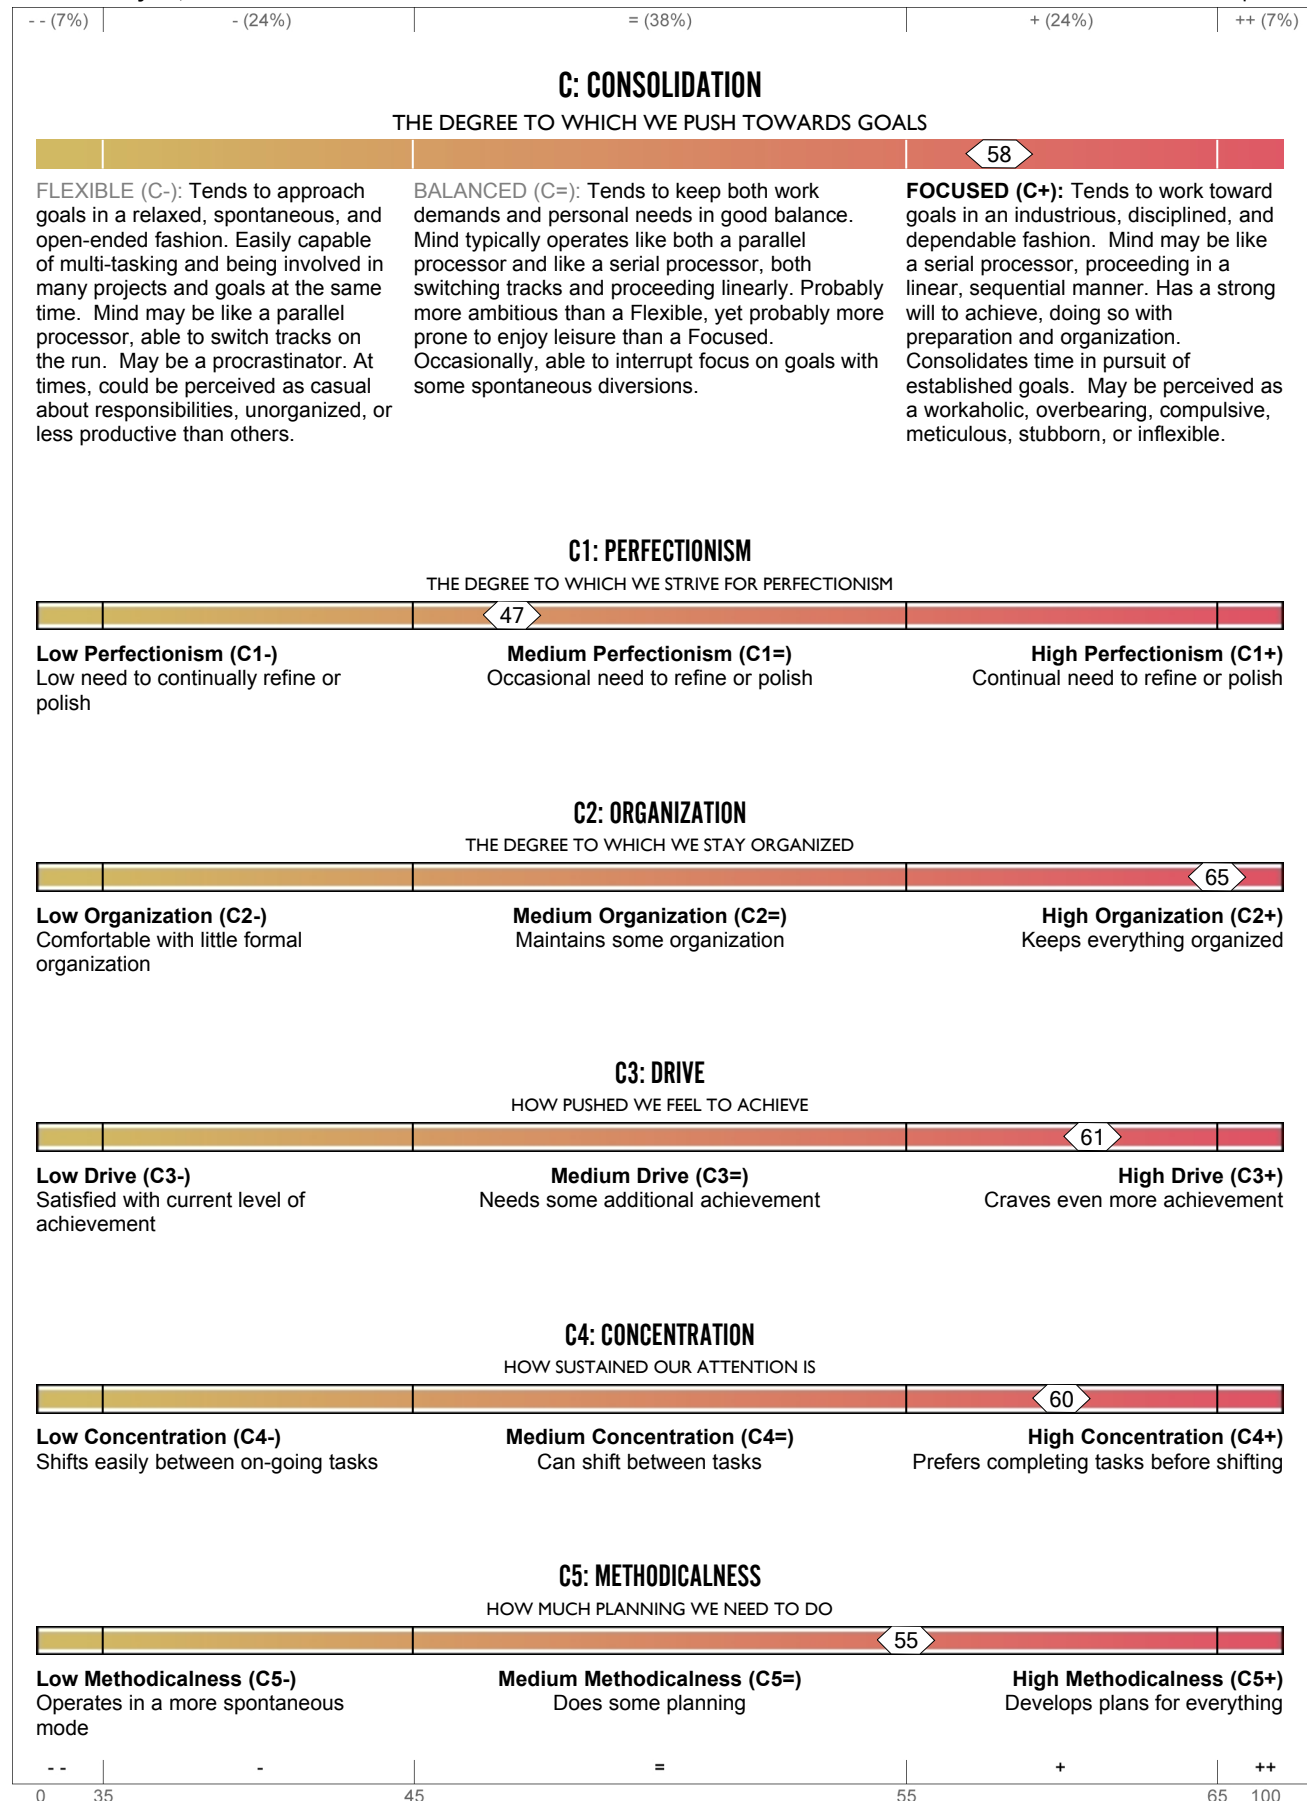 - - (7%) - (24%) = (38%) + (24%) ++ (7%)
C: CONSOLIDATION
THE DEGREE TO WHICH WE PUSH TOWARDS GOALS
58
FLEXIBLE (C-): Tends to approach
goals in a relaxed, spontaneous, and
open-ended fashion. Easily capable
of multi-tasking and being involved in
many projects and goals at the same
time. Mind may be like a parallel
processor, able to switch tracks on
the run. May be a procrastinator. At
times, could be perceived as casual
about responsibilities, unorganized, or
less productive than others.
BALANCED (C=): Tends to keep both work
demands and personal needs in good balance.
Mind typically operates like both a parallel
processor and like a serial processor, both
switching tracks and proceeding linearly. Probably
more ambitious than a Flexible, yet probably more
prone to enjoy leisure than a Focused.
Occasionally, able to interrupt focus on goals with
some spontaneous diversions.
FOCUSED (C+): Tends to work toward
goals in an industrious, disciplined, and
dependable fashion. Mind may be like
a serial processor, proceeding in a
linear, sequential manner. Has a strong
will to achieve, doing so with
preparation and organization.
Consolidates time in pursuit of
established goals. May be perceived as
a workaholic, overbearing, compulsive,
meticulous, stubborn, or inflexible.
C1: PERFECTIONISM
THE DEGREE TO WHICH WE STRIVE FOR PERFECTIONISM
47
Low Perfectionism (C1-)
Low need to continually refine or
polish
Medium Perfectionism (C1=)
Occasional need to refine or polish
High Perfectionism (C1+)
Continual need to refine or polish
C2: ORGANIZATION
THE DEGREE TO WHICH WE STAY ORGANIZED
65
Low Organization (C2-)
Comfortable with little formal
organization
Medium Organization (C2=)
Maintains some organization
High Organization (C2+)
Keeps everything organized
C3: DRIVE
HOW PUSHED WE FEEL TO ACHIEVE
61
Low Drive (C3-)
Satisfied with current level of
achievement
Medium Drive (C3=)
Needs some additional achievement
High Drive (C3+)
Craves even more achievement
C4: CONCENTRATION
HOW SUSTAINED OUR ATTENTION IS
60
Low Concentration (C4-)
Shifts easily between on-going tasks
Medium Concentration (C4=)
Can shift between tasks
High Concentration (C4+)
Prefers completing tasks before shifting
C5: METHODICALNESS
HOW MUCH PLANNING WE NEED TO DO
55
Low Methodicalness (C5-)
Operates in a more spontaneous
mode
Medium Methodicalness (C5=)
Does some planning
High Methodicalness (C5+)
Develops plans for everything
- - - = + ++
0 35 45 55 65 100